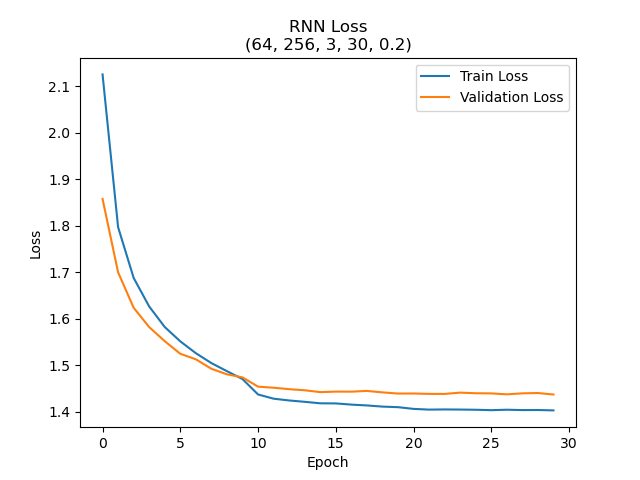 RNN Loss
(64, 256, 3, 30, 0.2)
Train Loss
Validation Loss
Loss
2.1
2.0
1.9
1.8
1.7
1.6
1.5
1.4
0 5 10 15 20 25 30
Epoch